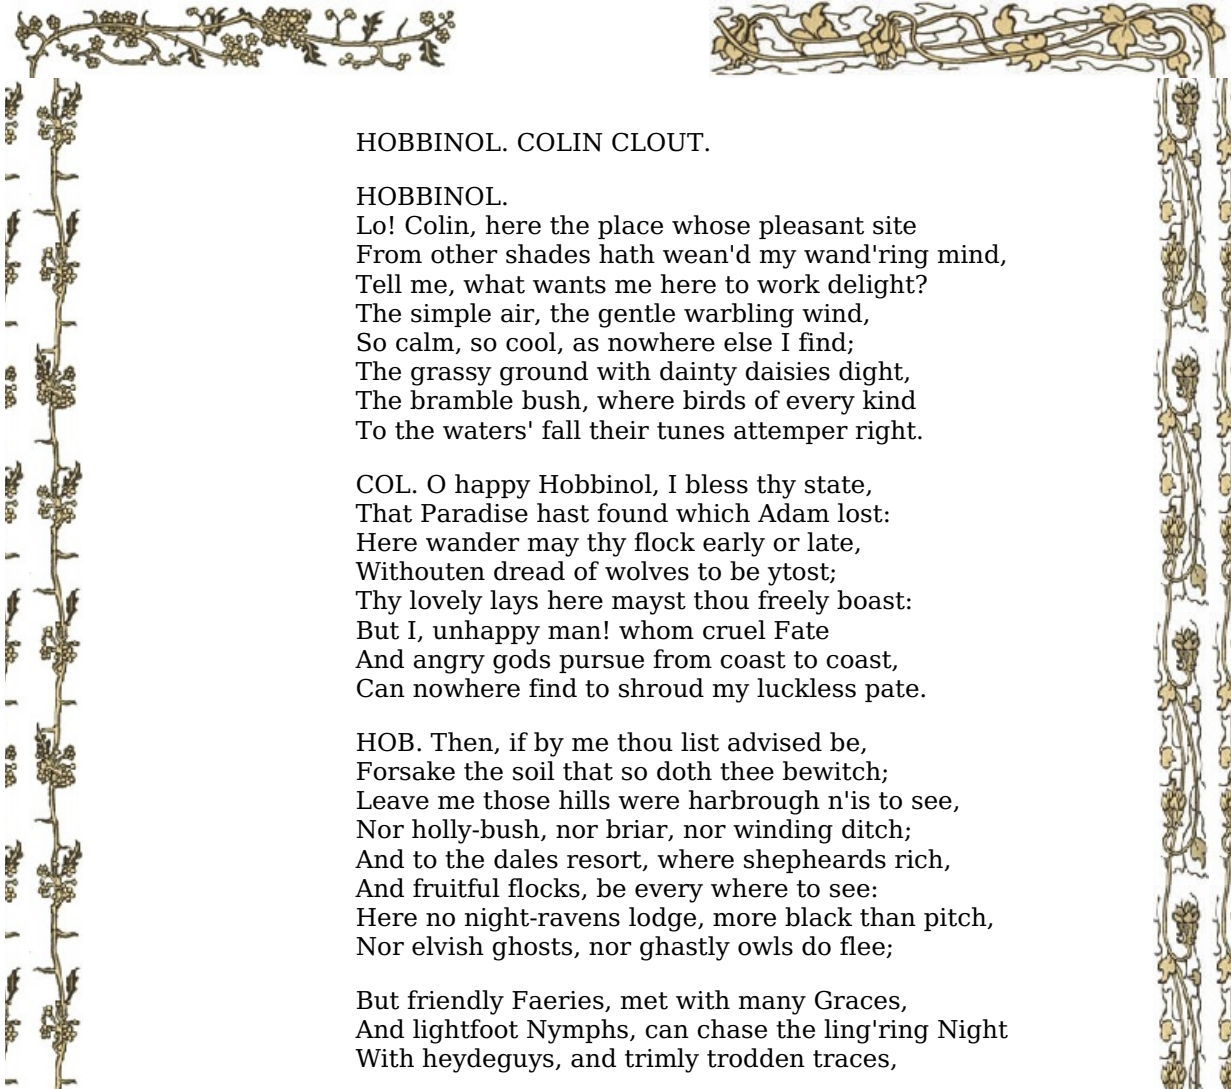 HOBBINOL. COLIN CLOUT.
HOBBINOL.
Lo! Colin, here the place whose pleasant site
From other shades hath wean'd my wand'ring mind,
Tell me, what wants me here to work delight?
The simple air, the gentle warbling wind,
So calm, so cool, as nowhere else I find;
The grassy ground with dainty daisies dight,
The bramble bush, where birds of every kind
To the waters' fall their tunes attemper right.
COL. O happy Hobbinol, I bless thy state,
That Paradise hast found which Adam lost:
Here wander may thy flock early or late,
Withouten dread of wolves to be ytost;
Thy lovely lays here mayst thou freely boast:
But I, unhappy man! whom cruel Fate
And angry gods pursue from coast to coast,
Can nowhere find to shroud my luckless pate.
HOB. Then, if by me thou list advised be,
Forsake the soil that so doth thee bewitch;
Leave me those hills were harbrough n'is to see,
Nor holly-bush, nor briar, nor winding ditch;
And to the dales resort, where shepheards rich,
And fruitful flocks, be every where to see:
Here no night-ravens lodge, more black than pitch,
Nor elvish ghosts, nor ghastly owls do flee;
But friendly Faeries, met with many Graces,
And lightfoot Nymphs, can chase the ling'ring Night
With heydeguys, and trimly trodden traces,